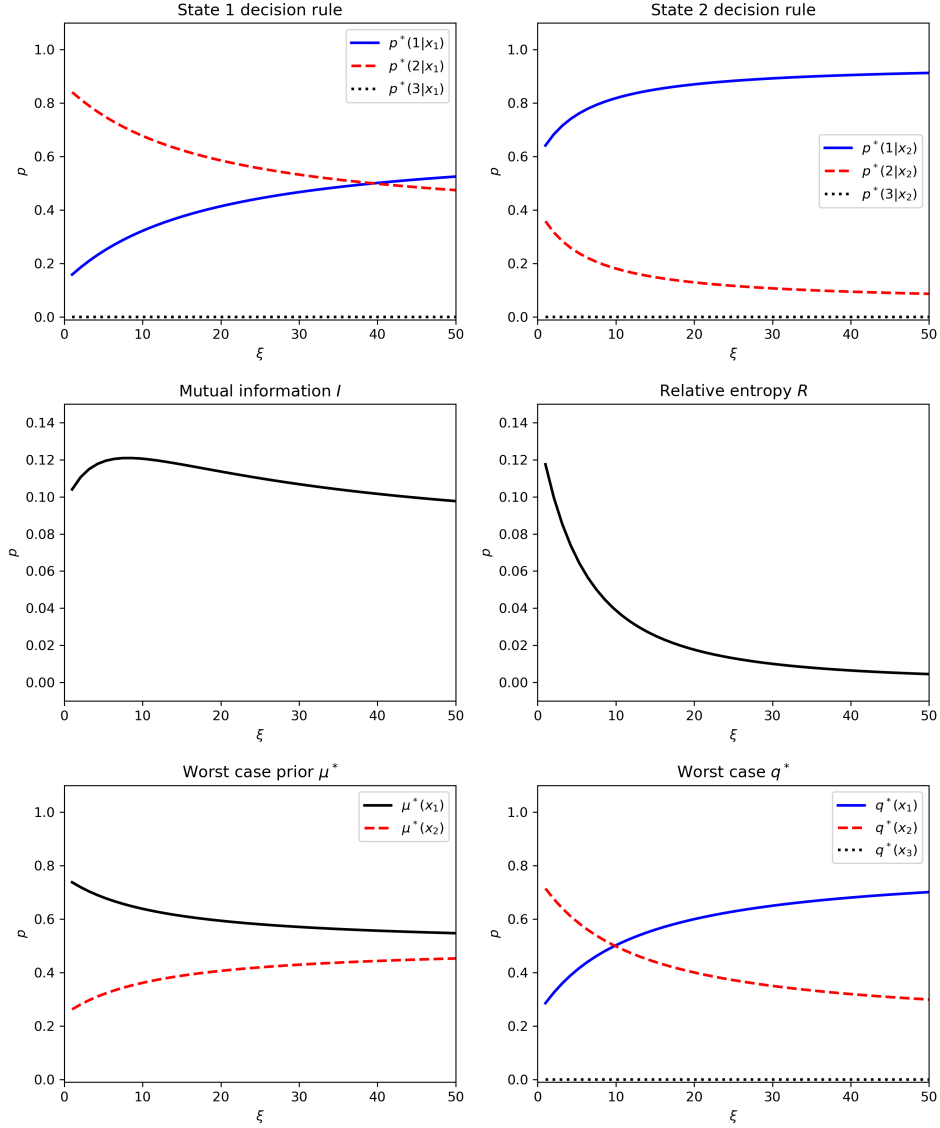 State 1 decision rule
1.0
0.8
0.6
0.4
0.2
0.0
p
p*(1|x₁)
p*(2|x₁)
p*(3|x₁)
0 10 20 30 40 50
ξ
State 2 decision rule
1.0
0.8
0.6
0.4
0.2
0.0
p
p*(1|x₂)
p*(2|x₂)
p*(3|x₂)
0 10 20 30 40 50
ξ
Mutual information I
0.14
0.12
0.10
0.08
0.06
0.04
0.02
0.00
p
0 10 20 30 40 50
ξ
Relative entropy R
0.14
0.12
0.10
0.08
0.06
0.04
0.02
0.00
p
0 10 20 30 40 50
ξ
Worst case prior μ*
1.0
0.8
0.6
0.4
0.2
0.0
p
μ*(x₁)
μ*(x₂)
0 10 20 30 40 50
ξ
Worst case q*
1.0
0.8
0.6
0.4
0.2
0.0
p
q*(x₁)
q*(x₂)
q*(x₃)
0 10 20 30 40 50
ξ